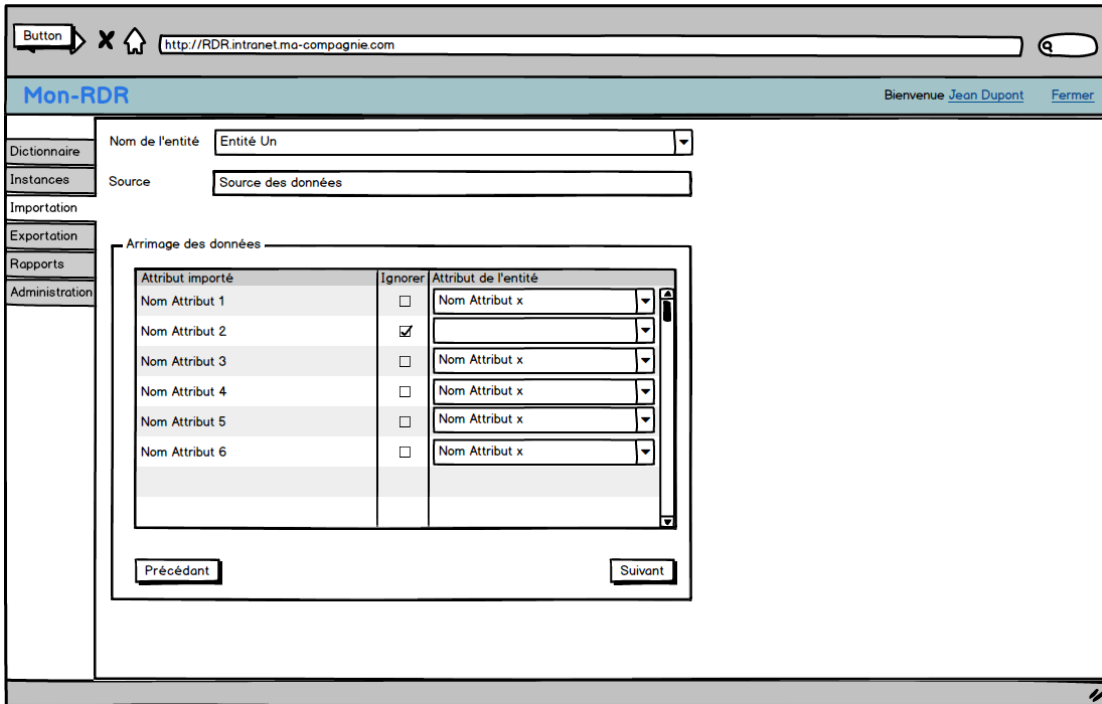 Button
http://RDR.intranet.ma-compagnie.com
Mon-RDR
Bienvenue Jean Dupont Fermer
Dictionnaire
Instances
Importation
Exportation
Rapports
Administration
Nom de l'entité Entité Un
Source Source des données
Arrimage des données
Attribut importé Ignorer Attribut de l'entité
Nom Attribut 1 Nom Attribut x
Nom Attribut 2
Nom Attribut 3 Nom Attribut x
Nom Attribut 4 Nom Attribut x
Nom Attribut 5 Nom Attribut x
Nom Attribut 6 Nom Attribut x
Précédant Suivant